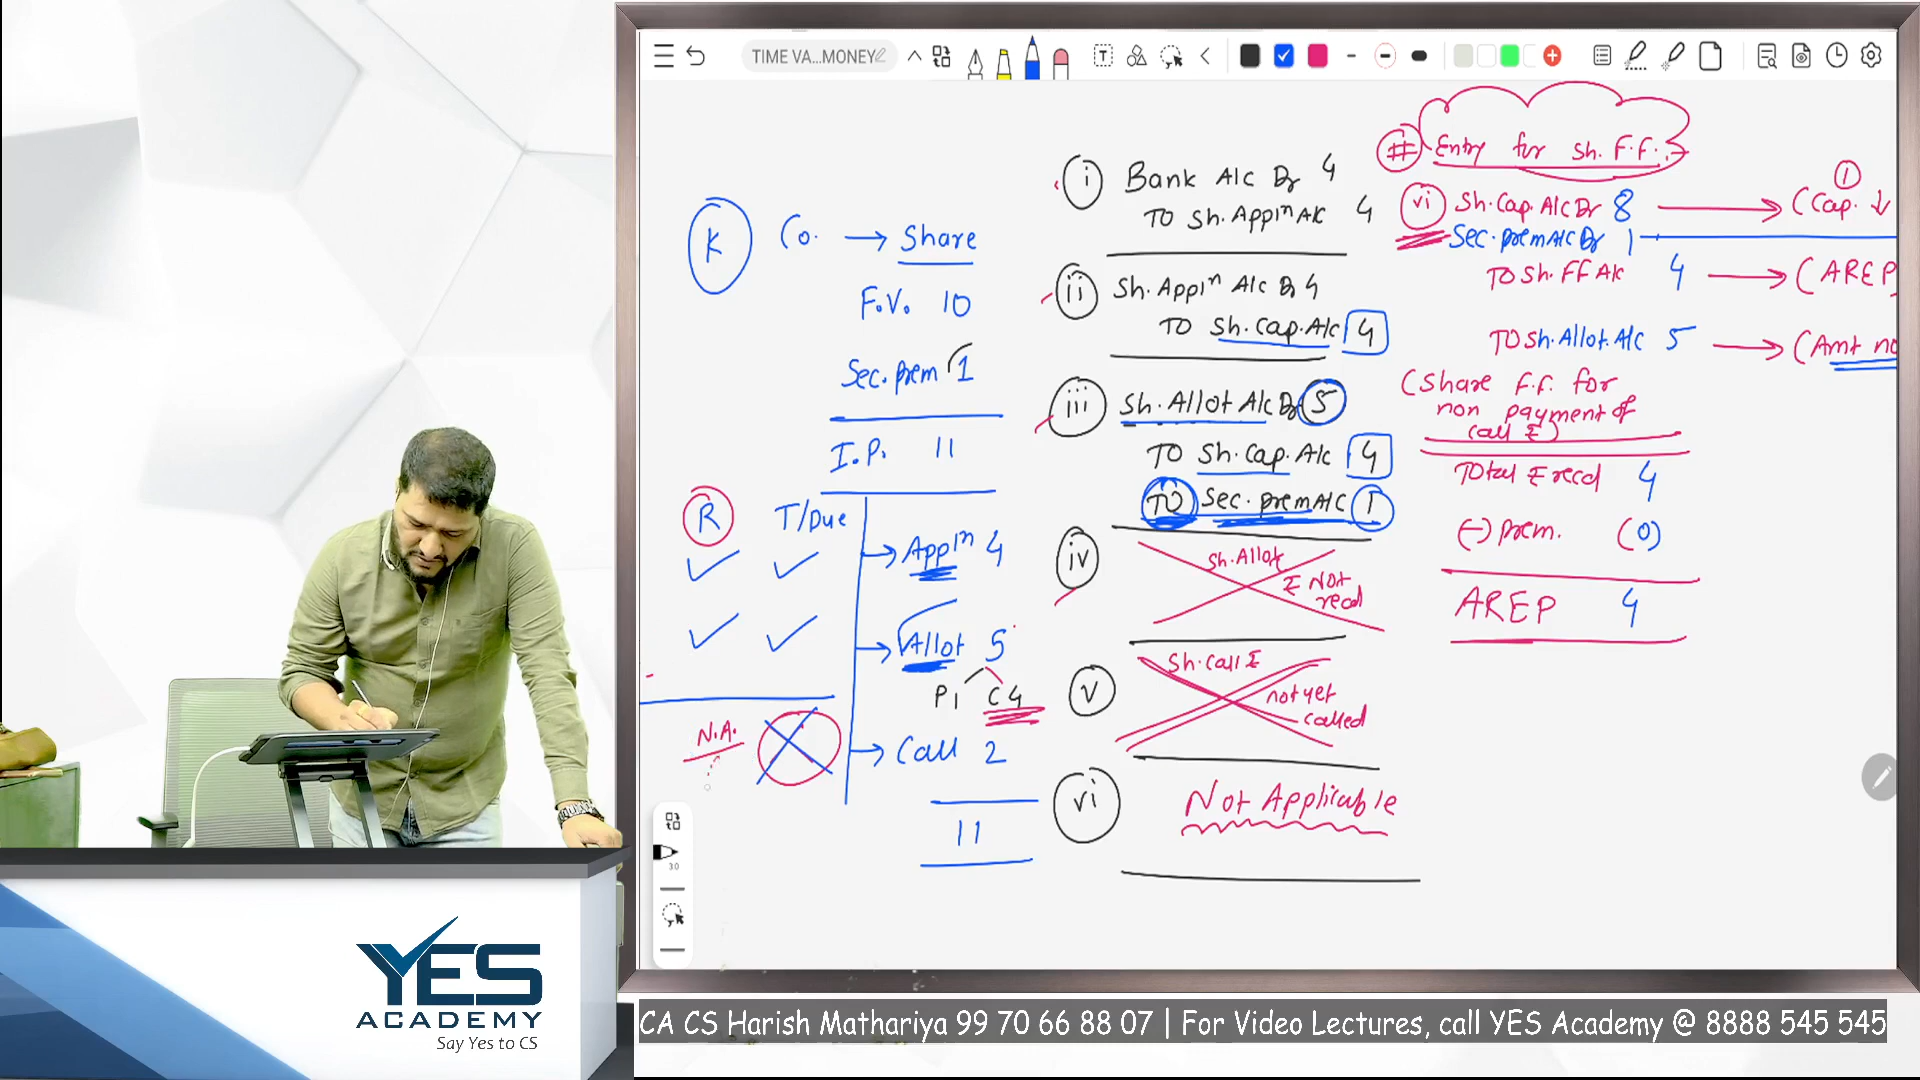 TIME VA...MONEY
K Co. → Share
F.V. 10
Sec. prem 1
I.P. 11
R T/Due
→ Appln 4
→ Allot 5
P1 C4
N.A.
→ Call 2
11
i Bank A/c Dr 4
TO Sh. Appln A/c 4
ii Sh. Appln A/c Dr 4
TO Sh. Cap. A/c 4
iii Sh. Allot A/c Dr 5
TO Sh. Cap. A/c 4
TO Sec. prem A/c 1
iv Sh. Allot
₹ Not
recd
v Sh. Call ₹
not yet
called
vi Not Applicable
# Entry for Sh. F.F.
1
vi Sh. Cap. A/c Dr 8 → (Cap. ↓
Sec. prem A/c Dr 1
TO Sh. FF A/c 4 → (AREP
TO Sh. Allot. A/c 5 → (Amt no
(Share F.F. for
non payment of
call ₹)
Total ₹ recd 4
(-) prem. (0)
AREP 4
30
YES
ACADEMY
Say Yes to CS
CA CS Harish Mathariya 99 70 66 88 07 | For Video Lectures, call YES Academy @ 8888 545 545